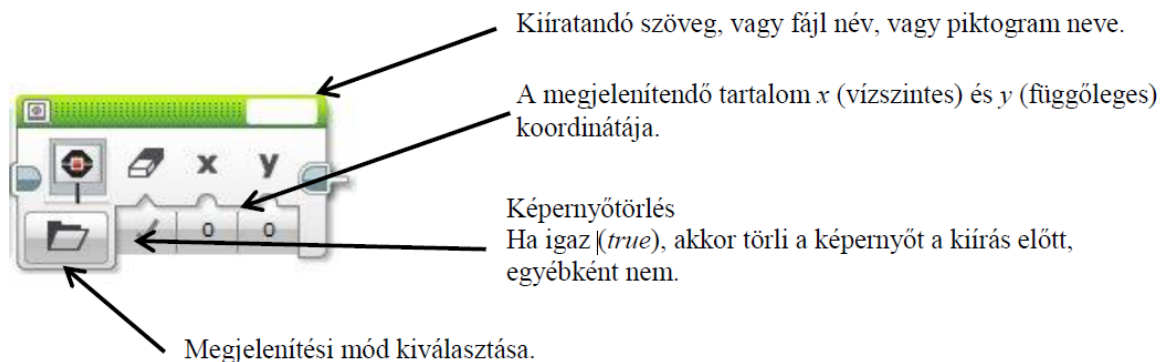 Kiíratandó szöveg, vagy fájl név, vagy piktogram neve.
A megjelenítendő tartalom x (vízszintes) és y (függőleges)
koordinátája.
x y
0 0
Képernyőtörlés
Ha igaz (true), akkor törli a képernyőt a kiírás előtt,
egyébként nem.
Megjelenítési mód kiválasztása.